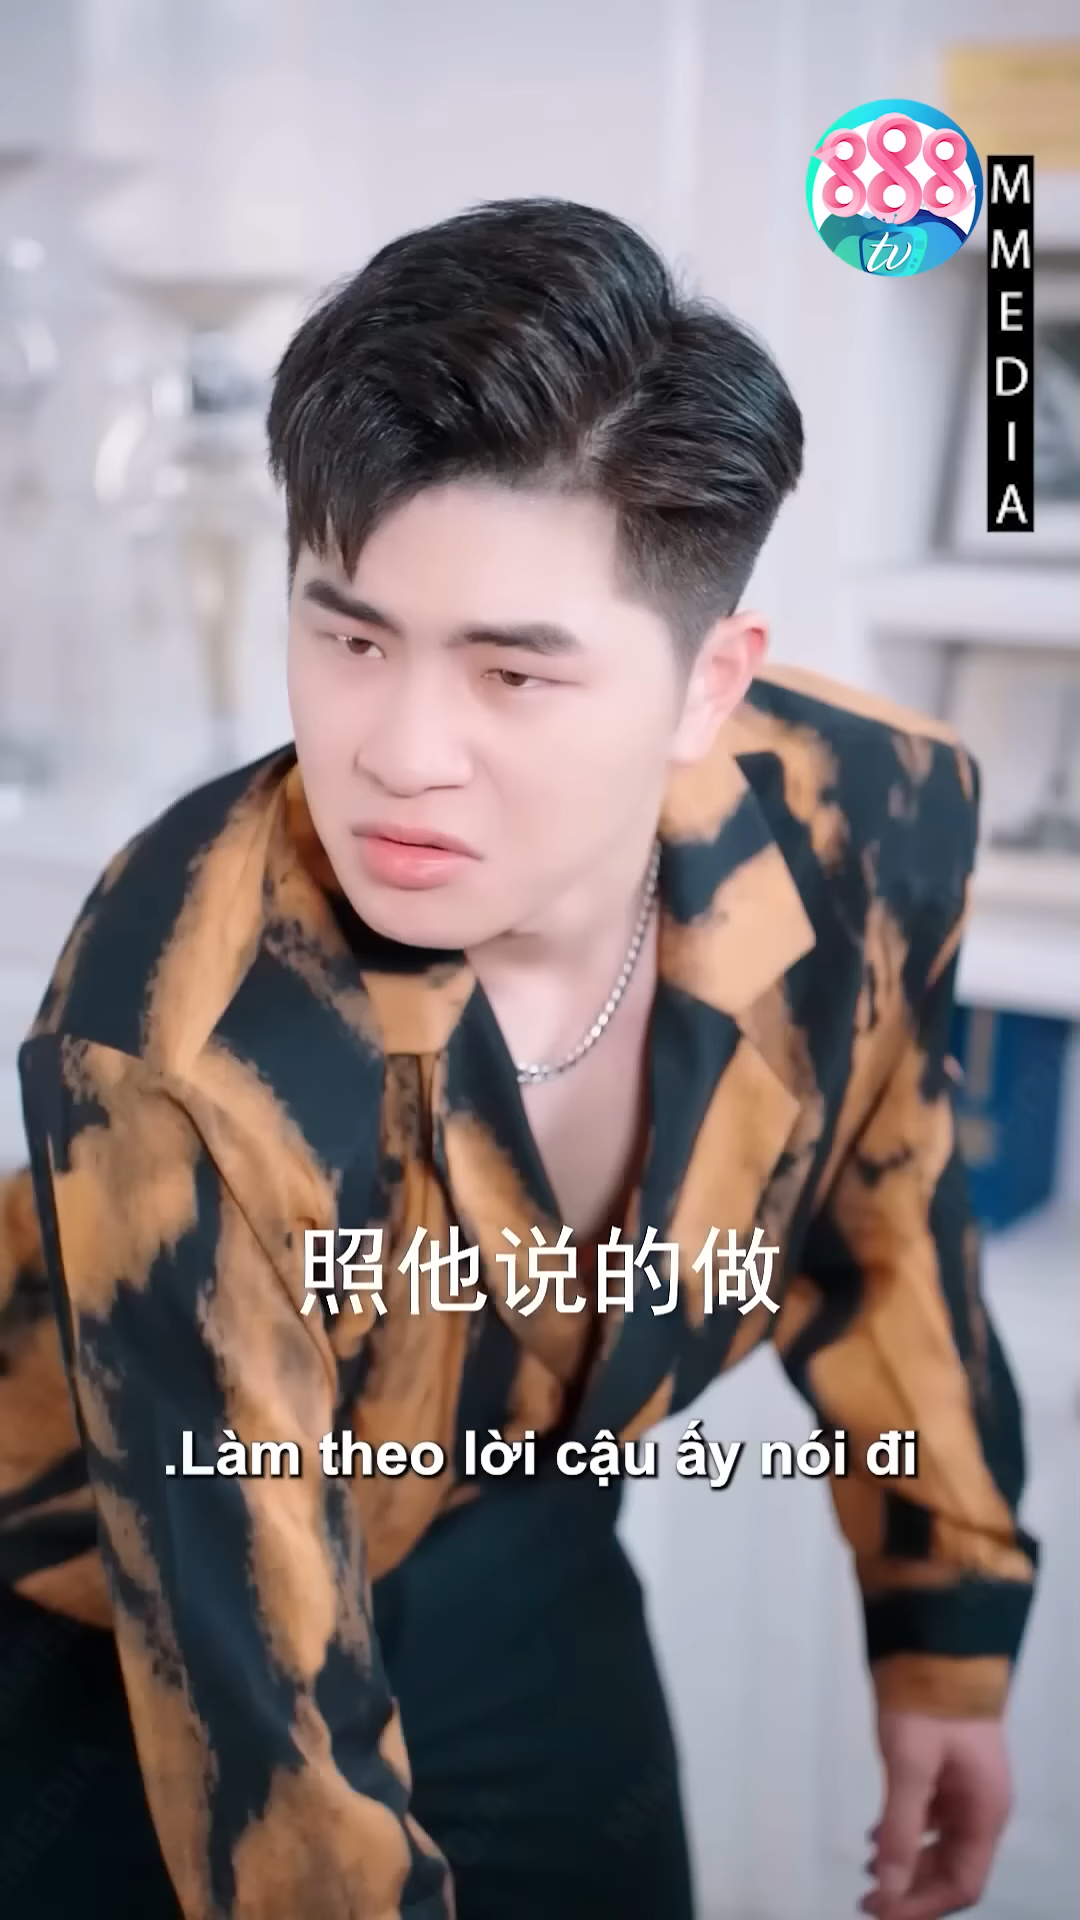 888
tv
MMEDIA
照他说的做
.Làm theo lời cậu ấy nói đi